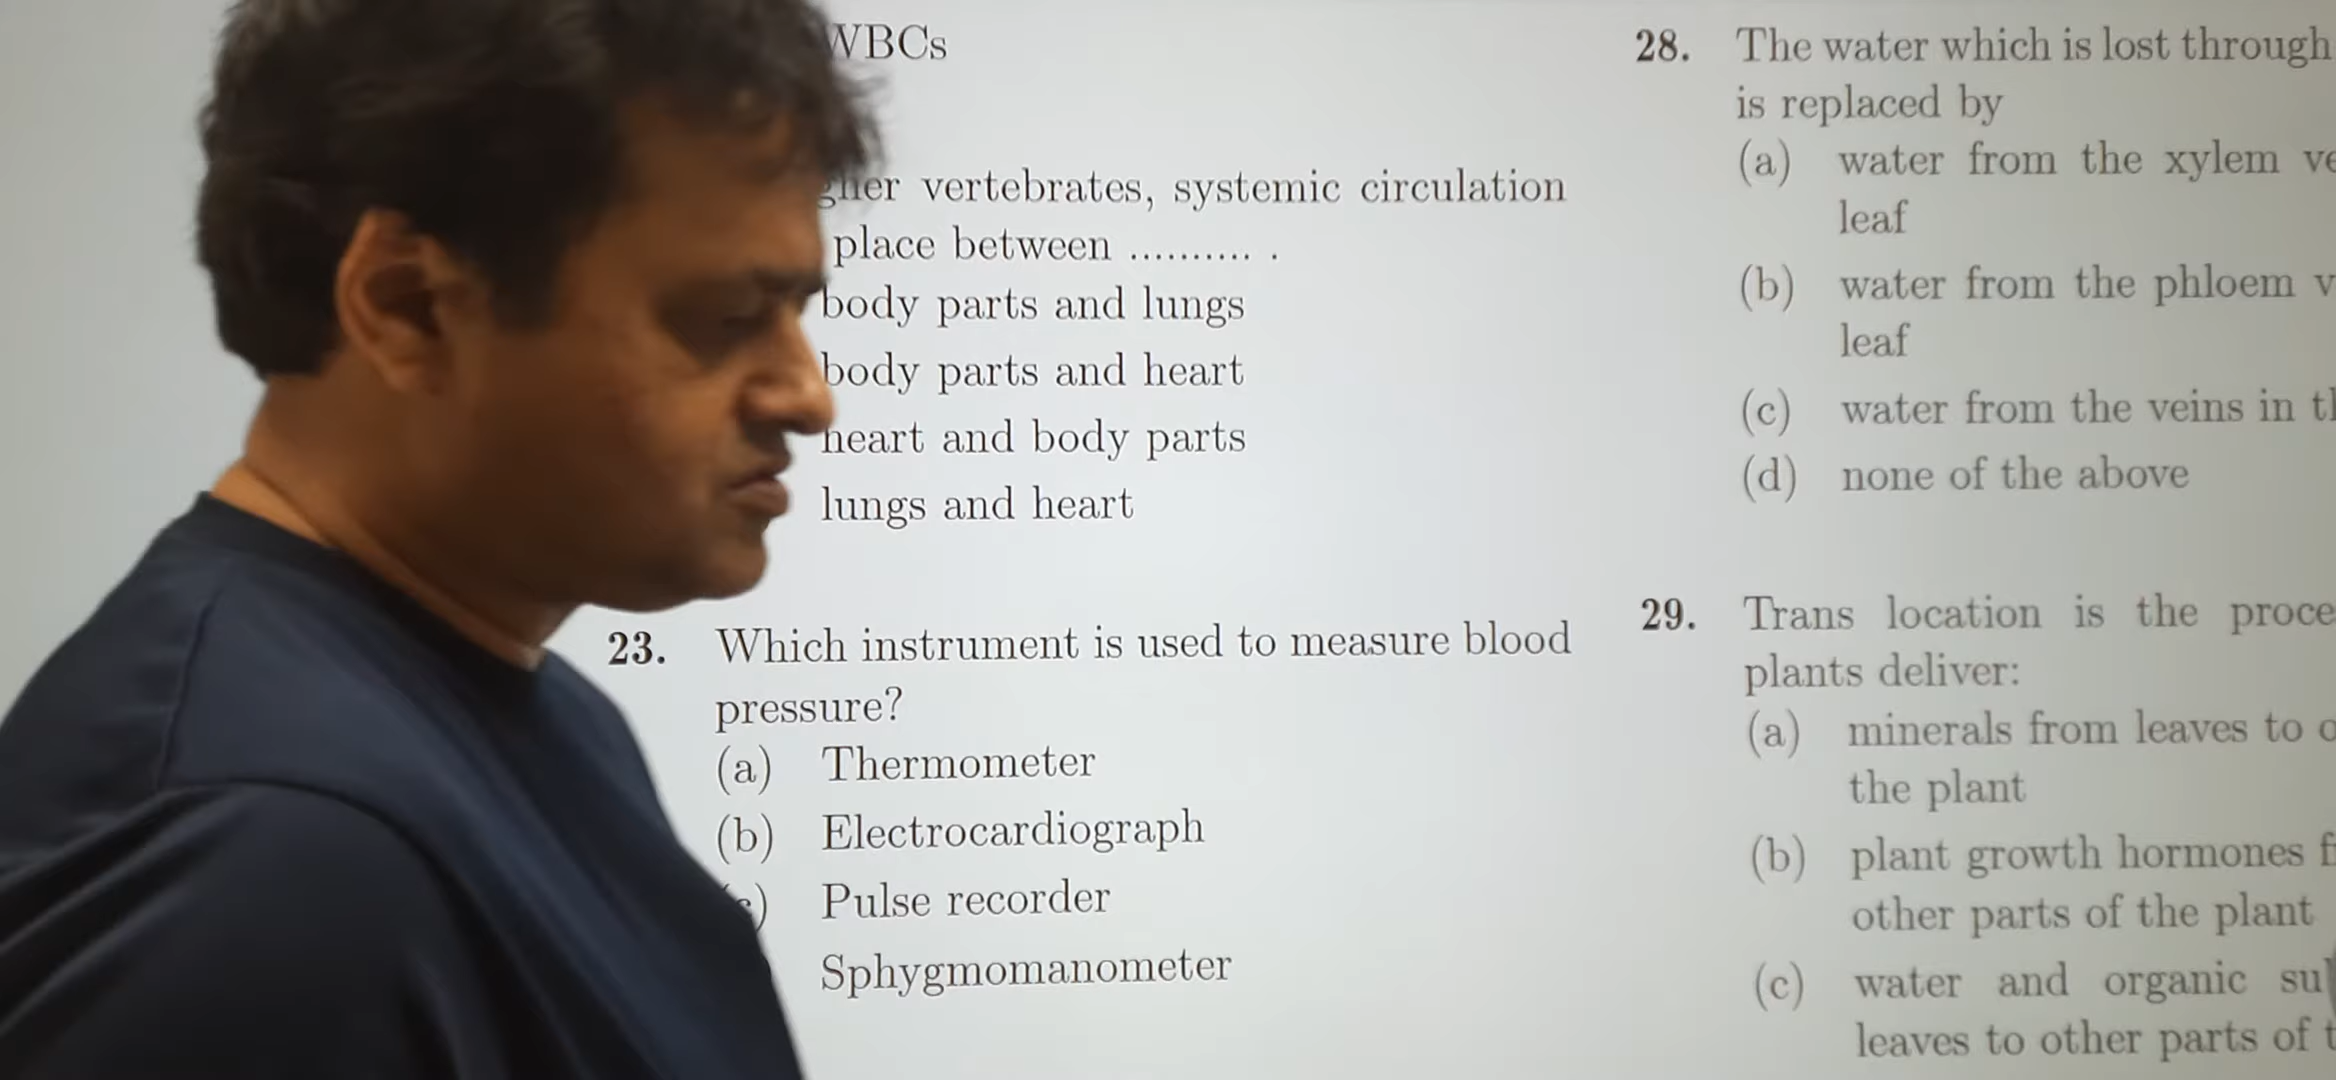 WBCs
vertebrates, systemic circulation
place between .......... .
body parts and lungs
body parts and heart
heart and body parts
lungs and heart
23. Which instrument is used to measure blood
pressure?
(a) Thermometer
(b) Electrocardiograph
Pulse recorder
Sphygmomanometer
28. The water which is lost through
is replaced by
(a) water from the xylem
leaf
(b) water from the phloem
leaf
(c) water from the veins in
(d) none of the above
29. Trans location is the
plants deliver:
(a) minerals from leaves to
the plant
(b) plant growth hormones
other parts of the plant
(c) water and organic
leaves to other parts of